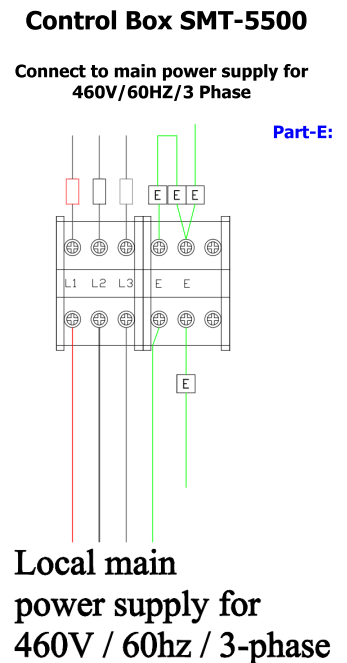 Control Box SMT-5500
Connect to main power supply for
460V/60HZ/3 Phase
Part-E:
E E E
L1 L2 L3 E E
E
Local main
power supply for
460V / 60hz / 3-phase